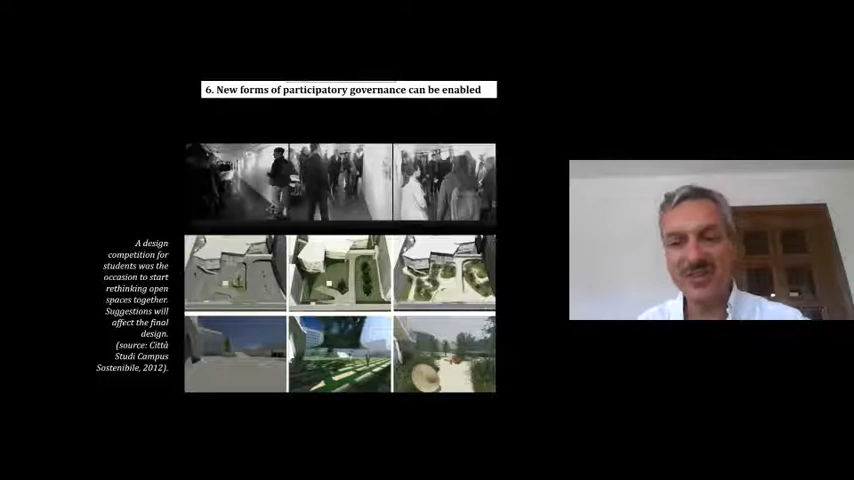 6. New forms of participatory governance can be enabled
A design
competition for
students was the
occasion to start
rethinking open
spaces together.
Suggestions will
affect the final
design.
(source: Città
Studi Campus
Sostenibile, 2012).